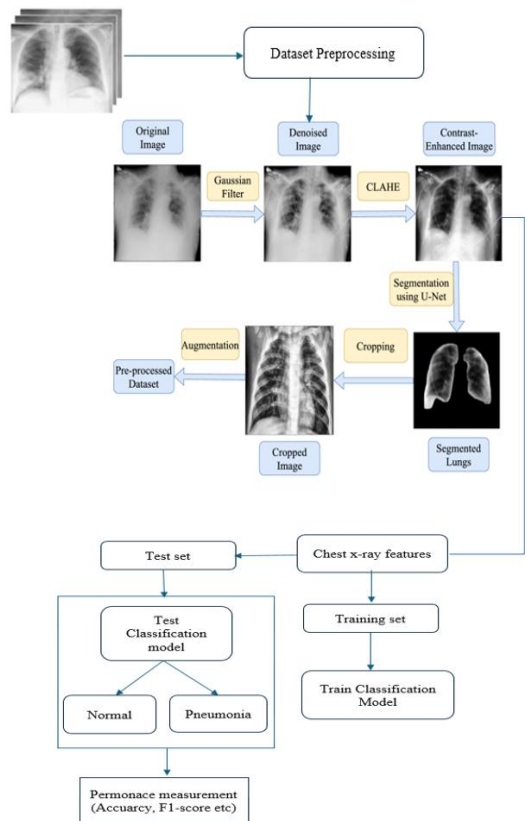 Dataset Preprocessing
Original
Image
Denoised
Image
Contrast-
Enhanced Image
Gaussian
Filter
CLAHE
Segmentation
using U-Net
Augmentation
Cropping
Pre-processed
Dataset
Cropped
Image
Segmented
Lungs
Test set
Chest x-ray features
Test
Classification
model
Training set
Normal
Pneumonia
Train Classification
Model
Permonace measurement
(Accuarcy, F1-score etc)